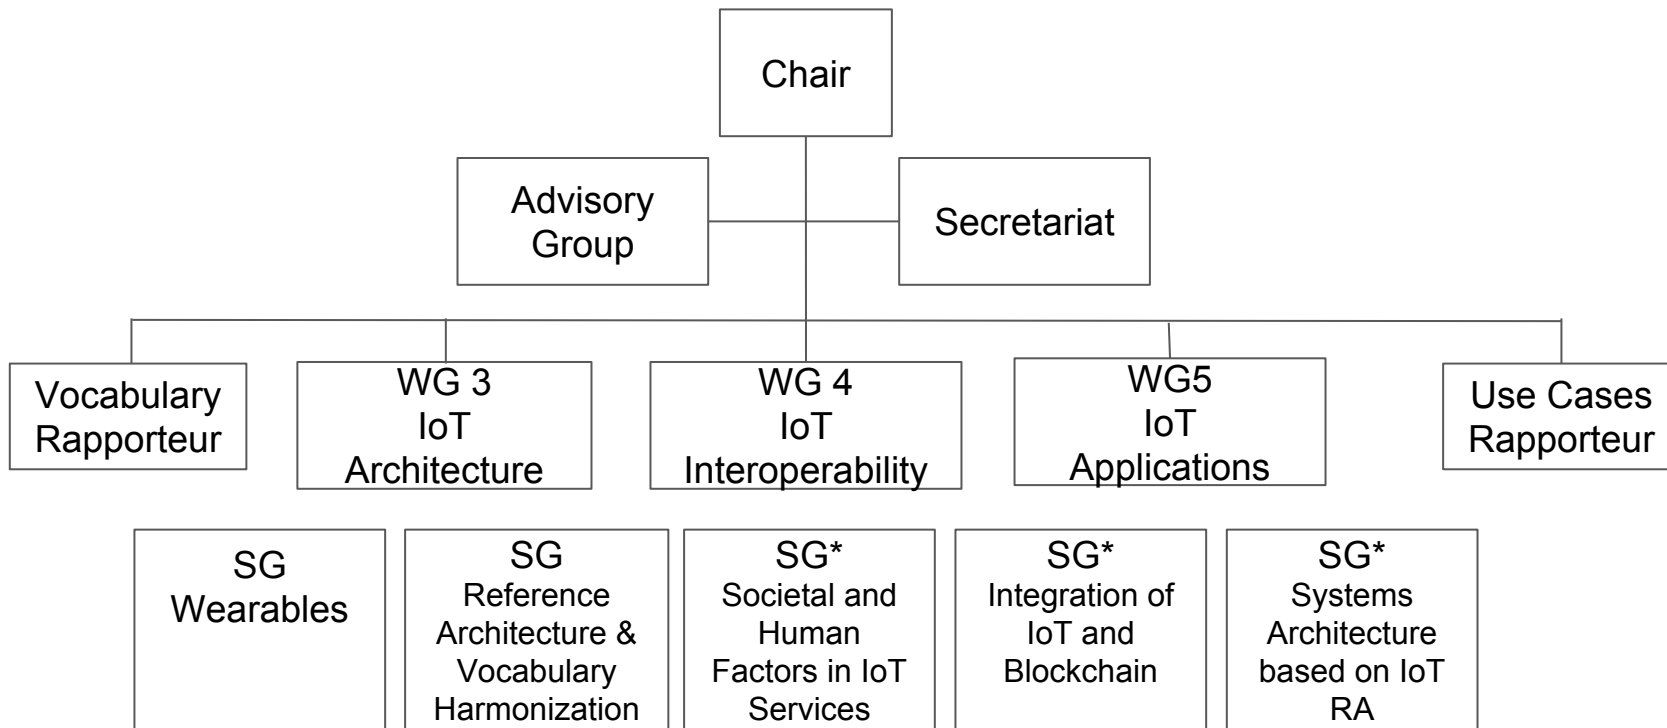 Chair
Advisory
Group
Secretariat
Vocabulary
Rapporteur
WG 3
IoT
Architecture
WG 4
IoT
Interoperability
WG5
IoT
Applications
Use Cases
Rapporteur
SG
Wearables
SG
Reference
Architecture &
Vocabulary
Harmonization
SG*
Societal and
Human
Factors in IoT
Services
SG*
Integration of
IoT and
Blockchain
SG*
Systems
Architecture
based on IoT
RA